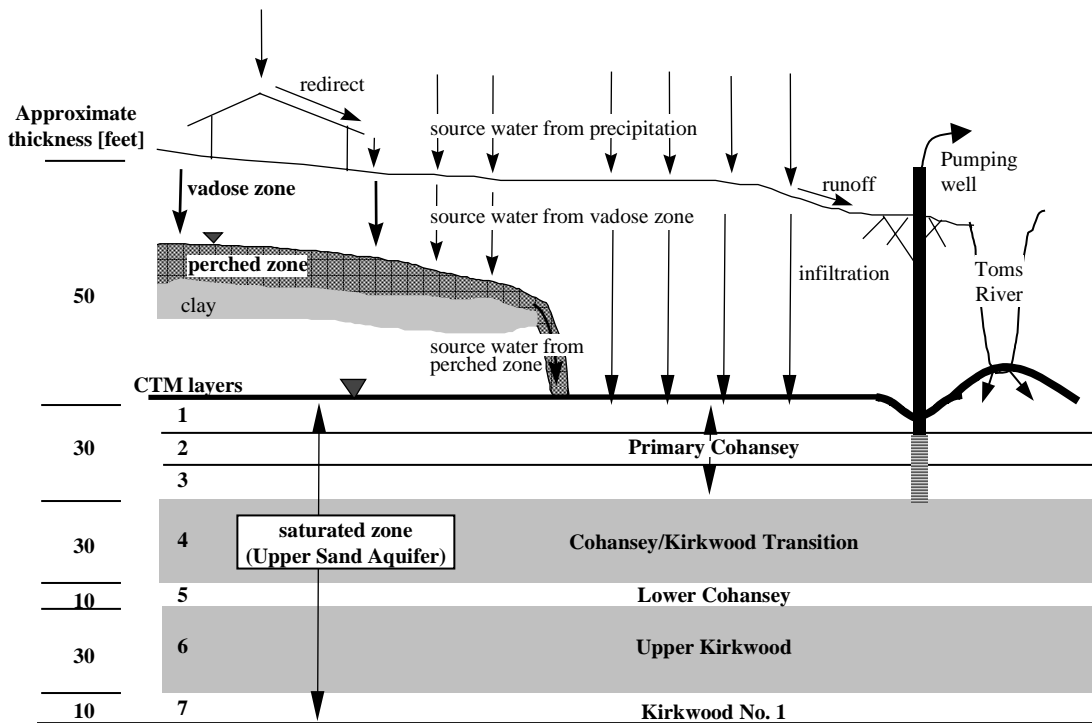 redirect
Approximate
thickness [feet]
source water from precipitation
Pumping
well
vadose zone
runoff
source water from vadose zone
perched zone
infiltration
Toms
River
50
clay
source water from
perched zone
CTM layers
1
30
2
Primary Cohansey
3
saturated zone
(Upper Sand Aquifer)
30
4
Cohansey/Kirkwood Transition
10
5
Lower Cohansey
30
6
Upper Kirkwood
10
7
Kirkwood No. 1